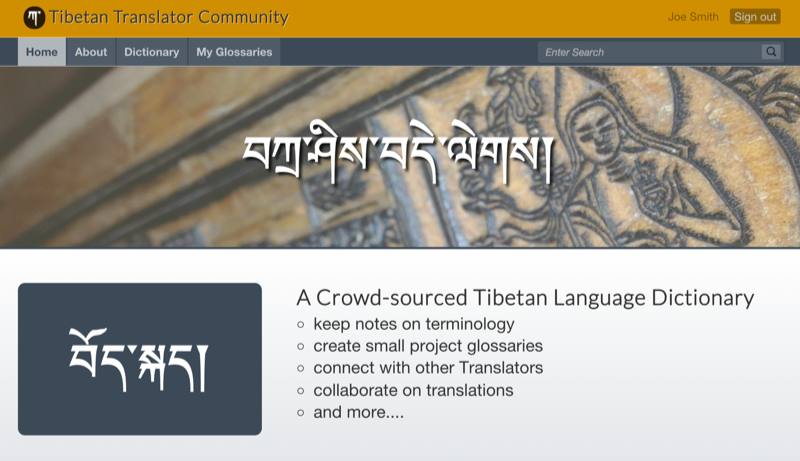 ཀ་ Tibetan Translator Community
Joe Smith Sign out
Home About Dictionary My Glossaries Enter Search
བཀྲ་ཤིས་བདེ་ལེགས།
བོད་སྐད།
A Crowd-sourced Tibetan Language Dictionary
keep notes on terminology
create small project glossaries
connect with other Translators
collaborate on translations
and more....